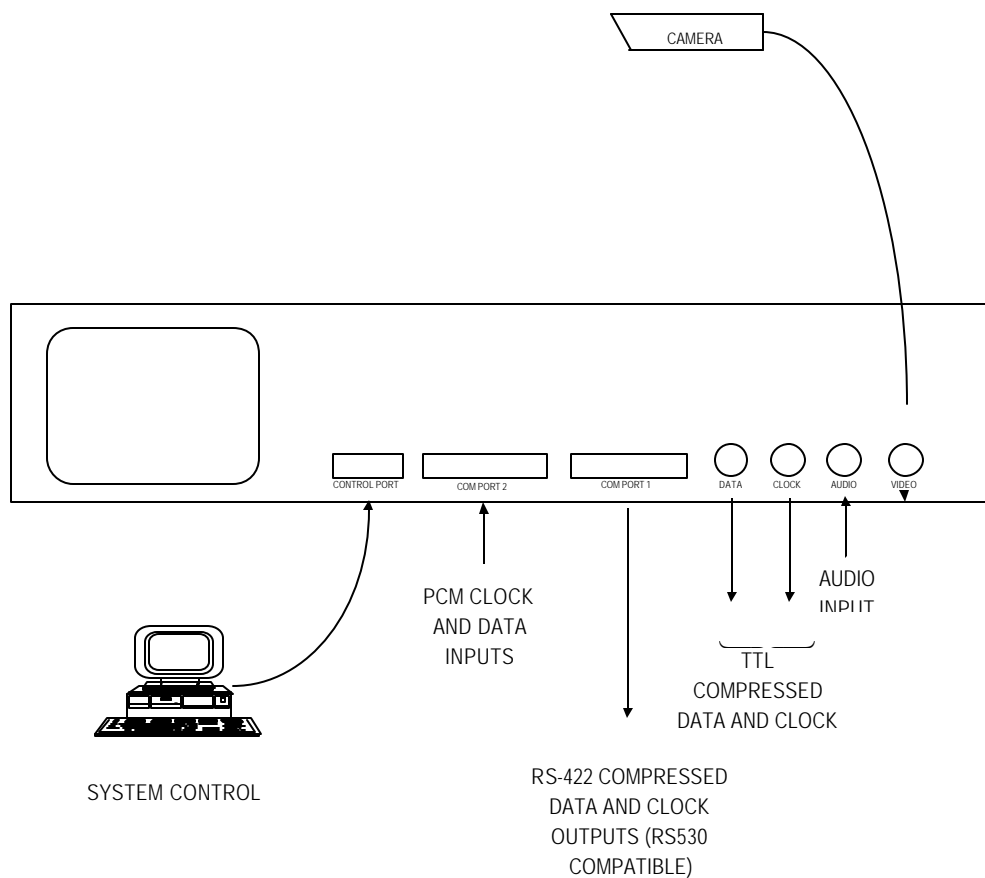 CAMERA
CONTROL PORT
COM PORT 2
COM PORT 1
DATA
CLOCK
AUDIO
VIDEO
PCM CLOCK
AND DATA
INPUTS
AUDIO
INPUT
TTL
COMPRESSED
DATA AND CLOCK
SYSTEM CONTROL
RS-422 COMPRESSED
DATA AND CLOCK
OUTPUTS (RS530
COMPATIBLE)